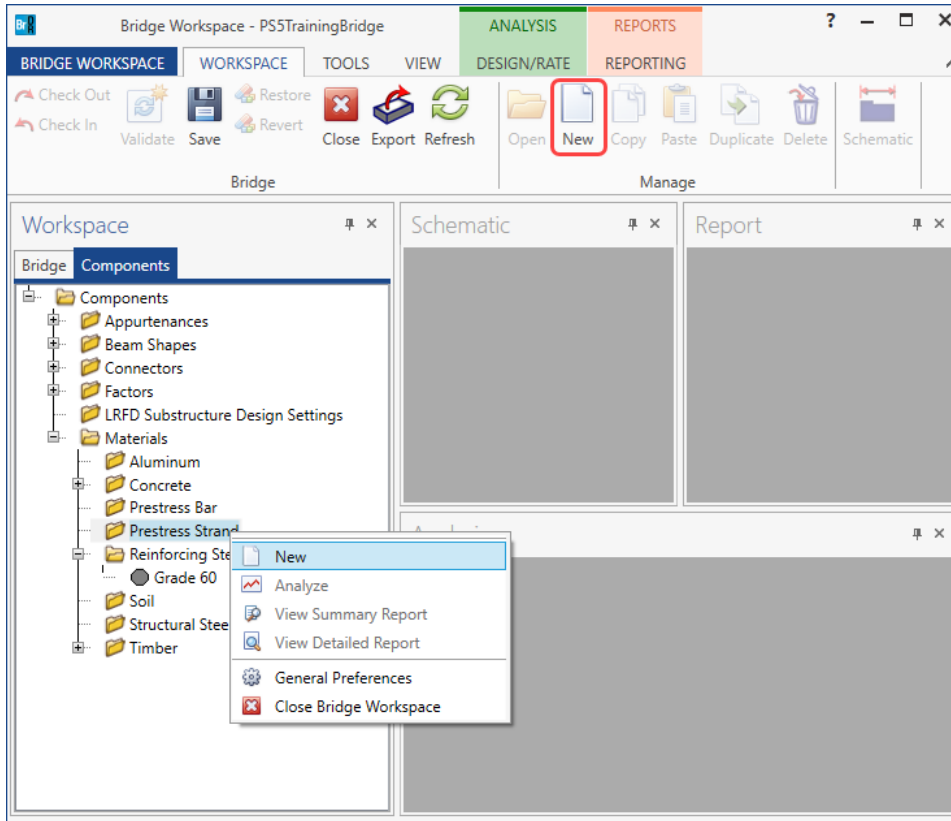 Br
Bridge Workspace - PS5TrainingBridge
ANALYSIS
REPORTS
?
BRIDGE WORKSPACE
WORKSPACE
TOOLS
VIEW
DESIGN/RATE
REPORTING
Check Out
Check In
Validate
Save
Restore
Revert
Close
Export
Refresh
Open
New
Copy
Paste
Duplicate
Delete
Schematic
Bridge
Manage
Workspace
Schematic
Report
Bridge
Components
Components
Appurtenances
Beam Shapes
Connectors
Factors
LRFD Substructure Design Settings
Materials
Aluminum
Concrete
Prestress Bar
Prestress Strand
Reinforcing Ste
Grade 60
Soil
Structural Stee
Timber
New
Analyze
View Summary Report
View Detailed Report
General Preferences
Close Bridge Workspace